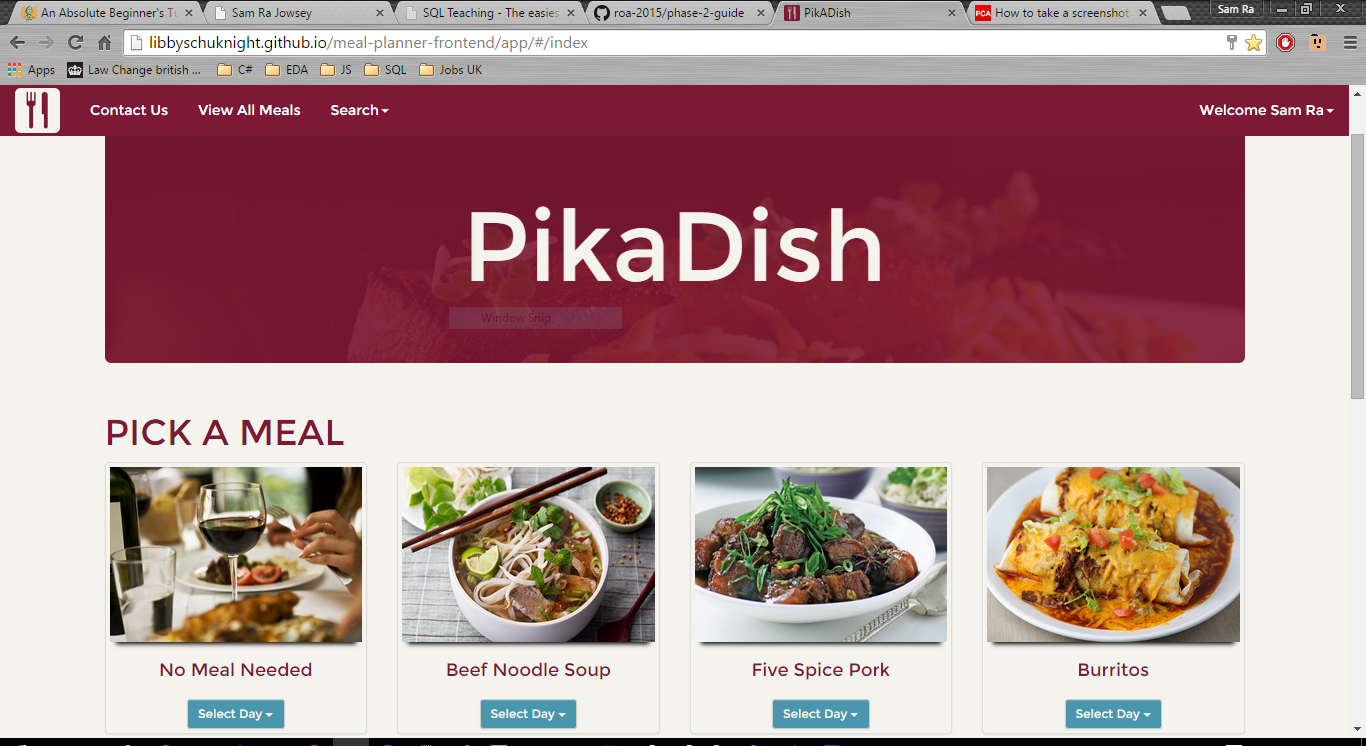 An Absolute Beginner's Tu
Sam Ra Jowsey
SQL Teaching - The easies
roa-2015/phase-2-guide
PikADish
PCA
How to take a screenshot
Sam Ra
libbyschuknight.github.io/meal-planner-frontend/app/#/index
Apps
Law Change british ...
C#
EDA
JS
SQL
Jobs UK
Contact Us
View All Meals
Search
Welcome Sam Ra
PikaDish
Window Snip
PICK A MEAL
No Meal Needed
Beef Noodle Soup
Five Spice Pork
Burritos
Select Day
Select Day
Select Day
Select Day